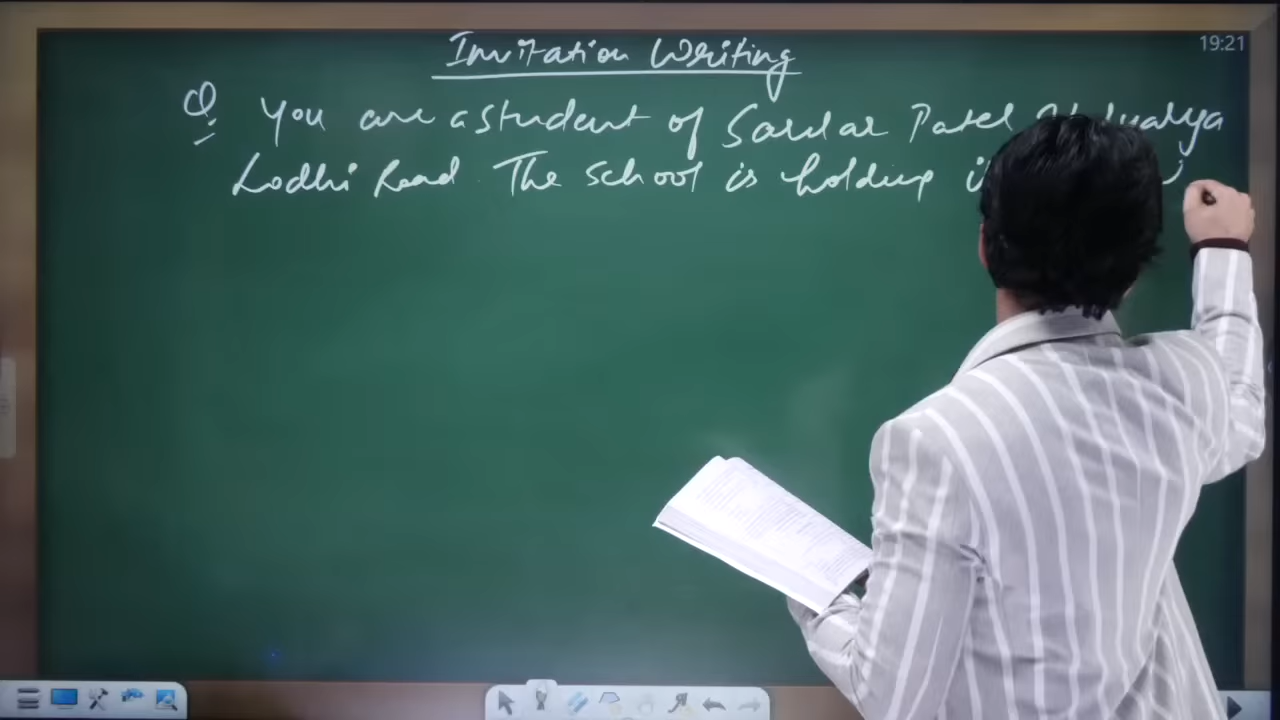 Invitation Writing
19:21
Q. You are a student of Sardar Patel
Lodhi Road. The school is holding